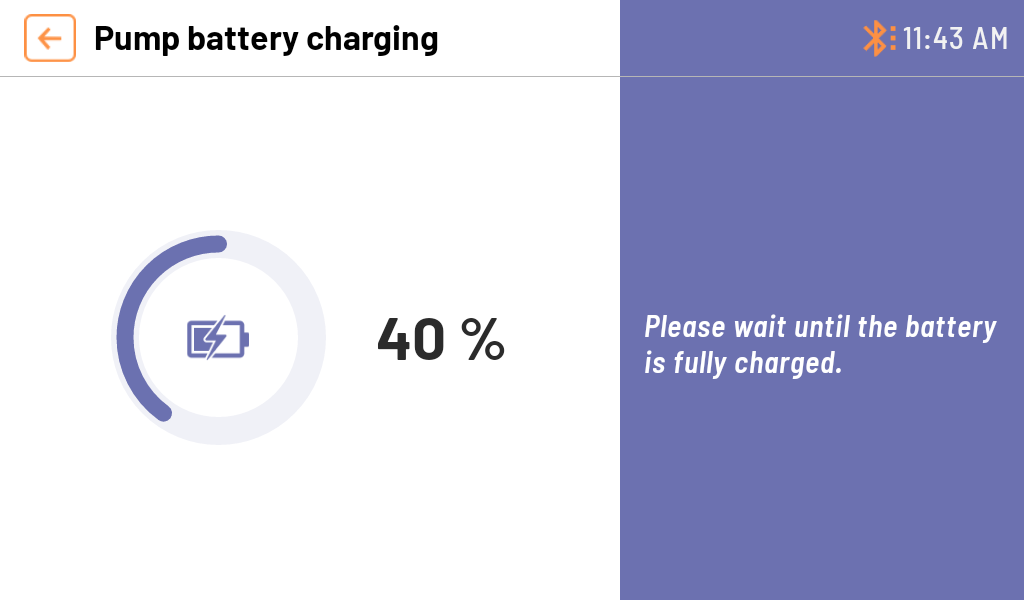 Pump battery charging
11:43 AM
40 %
Please wait until the battery
is fully charged.